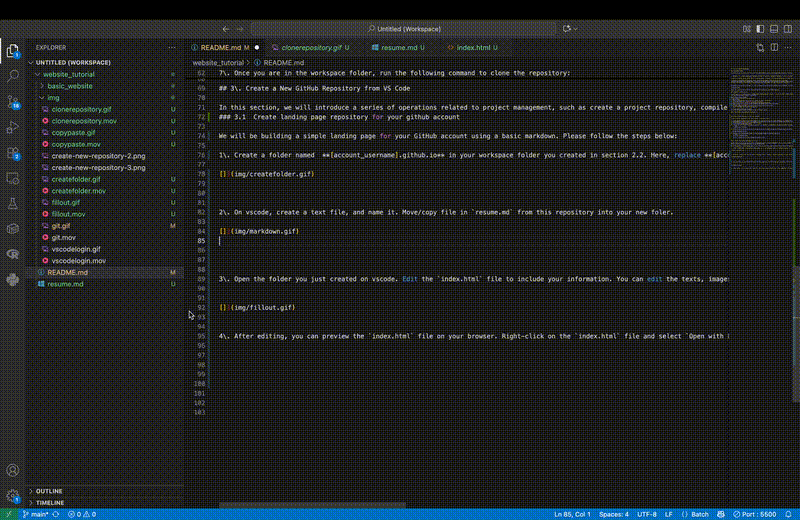 Untitled (Workspace)
EXPLORER
README.md M
clonerepository.gif U
resume.md U
index.html U
website_tutorial > README.md
UNTITLED (WORKSPACE)
website_tutorial
basic_website
img
clonerepository.gif U
clonerepository.mov U
copypaste.gif U
copypaste.mov U
create-new-repository-2.png
create-new-repository-3.png
createfolder.gif U
createfolder.mov U
fillout.gif U
fillout.mov U
git.gif M
git.mov
vscodelogin.gif
vscodelogin.mov
README.md M
resume.md U
62 7\. Once you are in the workspace folder, run the following command to clone the repository:
69 ## 3\. Create a New GitHub Repository from VS Code
70
71 In this section, we will introduce a series of operations related to project management, such as create a project repository, compile
72 ### 3.1 Create landing page repository for your github account
73
74 We will be building a simple landing page for your GitHub account using a basic markdown. Please follow the steps below:
75
76 1\. Create a folder named **[account_username].github.io** in your workspace folder you created in section 2.2. Here, replace **[acc
77
78 [](img/createfolder.gif)
79
80
81
82 2\. On vscode, create a text file, and name it. Move/copy file in `resume.md` from this repository into your new foler.
83
84 [](img/markdown.gif)
85
86
87
88
89 3\. Open the folder you just created on vscode. Edit the `index.html` file to include your information. You can edit the texts, image
90
91
92 [](img/fillout.gif)
93
94
95 4\. After editing, you can preview the `index.html` file on your browser. Right-click on the `index.html` file and select `Open with
96
97
98
99
100
101
102
103
OUTLINE
TIMELINE
main* 0 0 Ln 85, Col 1 Spaces: 4 UTF-8 LF {} Batch Port : 5500